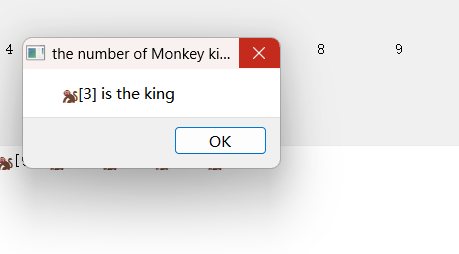 the number of Monkey ki...
4 8 9
🐒[3] is the king
OK